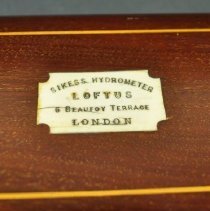 SIKES'S HYDROMETER
LOFTUS
6 BEAUFOY TERRACE
LONDON